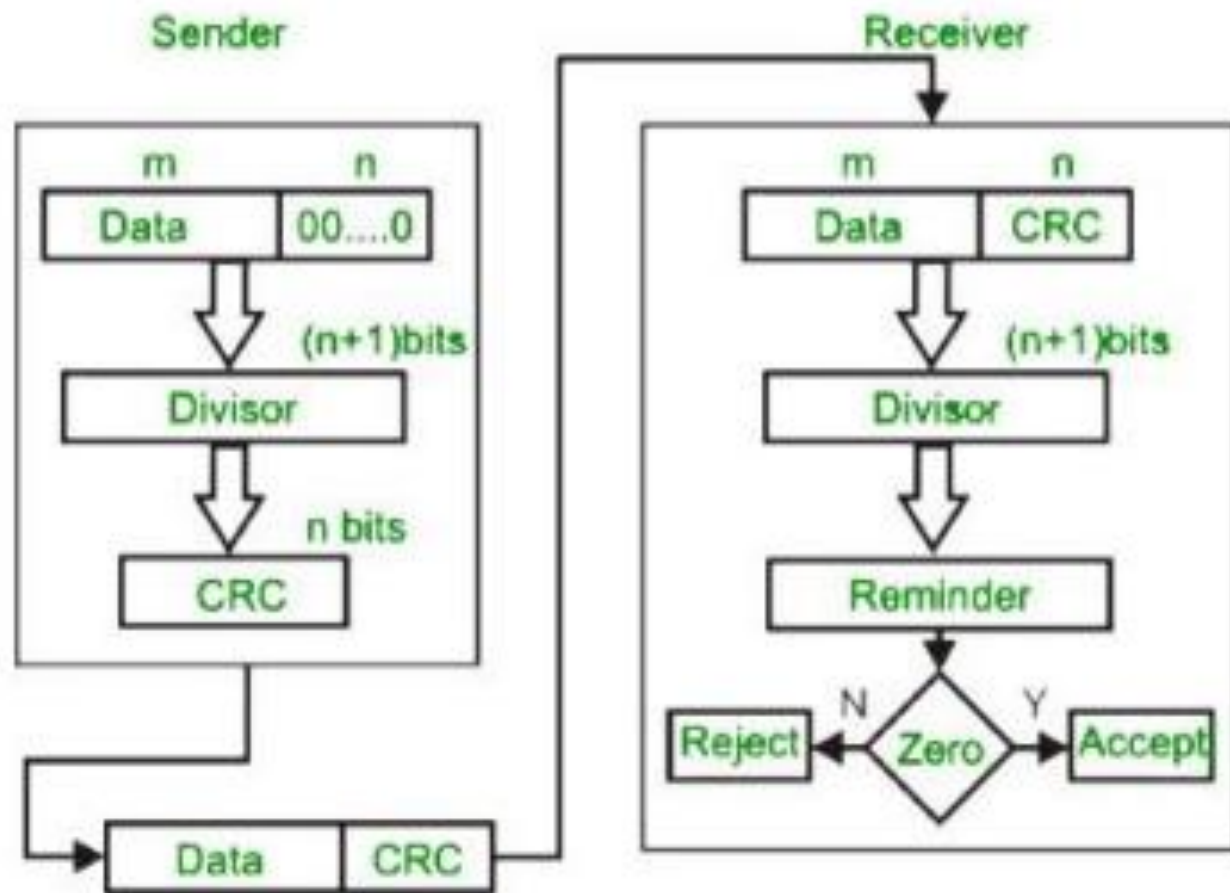 Sender
m n
Data 00....0
(n+1)bits
Divisor
n bits
CRC
Data CRC
Receiver
m n
Data CRC
(n+1)bits
Divisor
Reminder
N Y
Reject Zero Accept